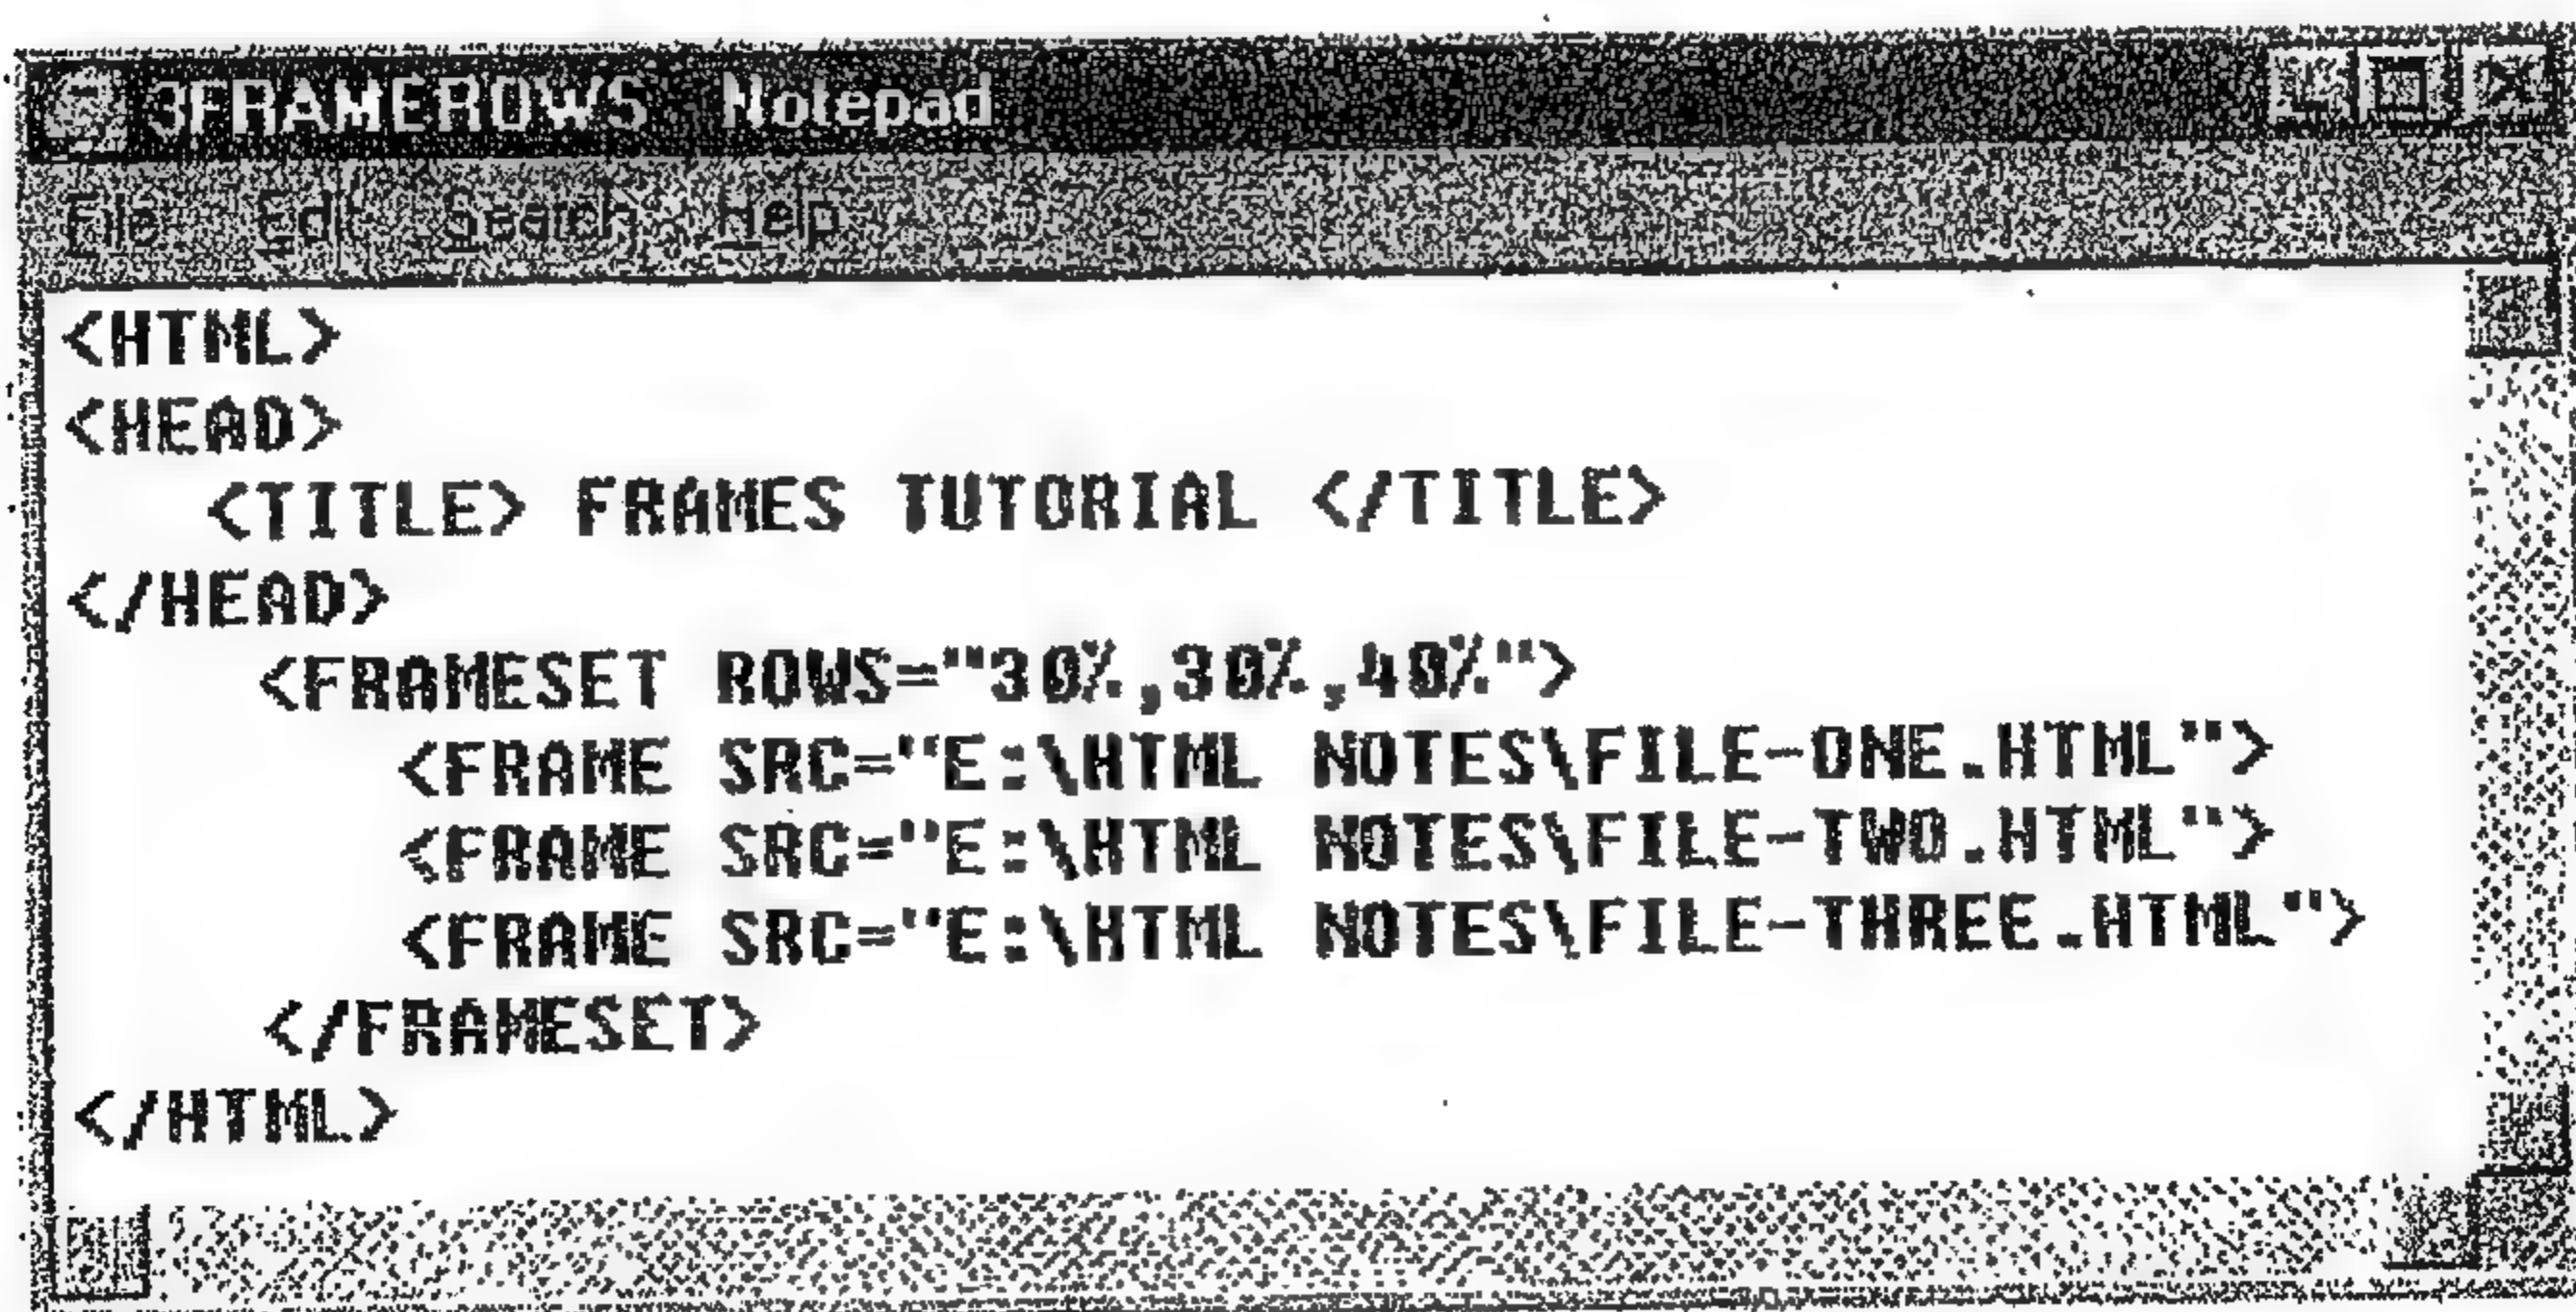 3FRAMEROWS Notepad
File Edit Search Help
<HTML>
<HEAD>
<TITLE> FRAMES TUTORIAL </TITLE>
</HEAD>
<FRAMESET ROWS="30%,30%,40%">
<FRAME SRC="E:\HTML NOTES\FILE-ONE.HTML">
<FRAME SRC="E:\HTML NOTES\FILE-TWO.HTML">
<FRAME SRC="E:\HTML NOTES\FILE-THREE.HTML">
</FRAMESET>
</HTML>